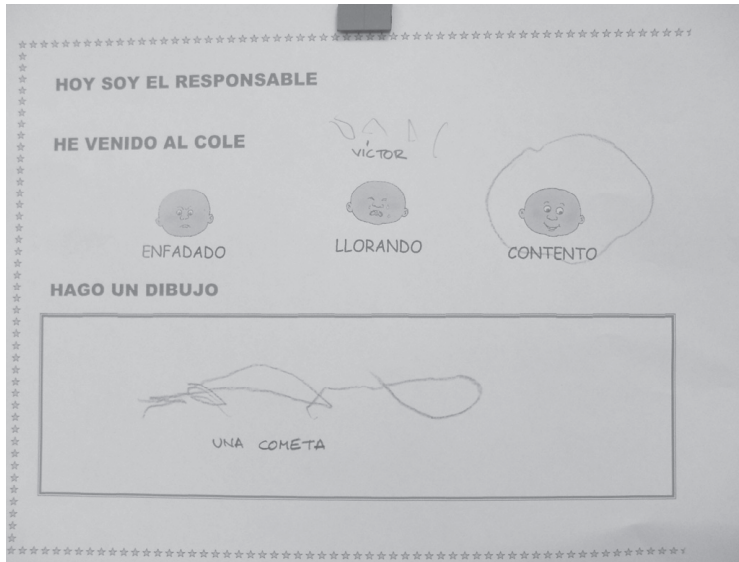 HOY SOY EL RESPONSABLE
HE VENIDO AL COLE
VÍCTOR
ENFADADO LLORANDO CONTENTO
HAGO UN DIBUJO
UNA COMETA